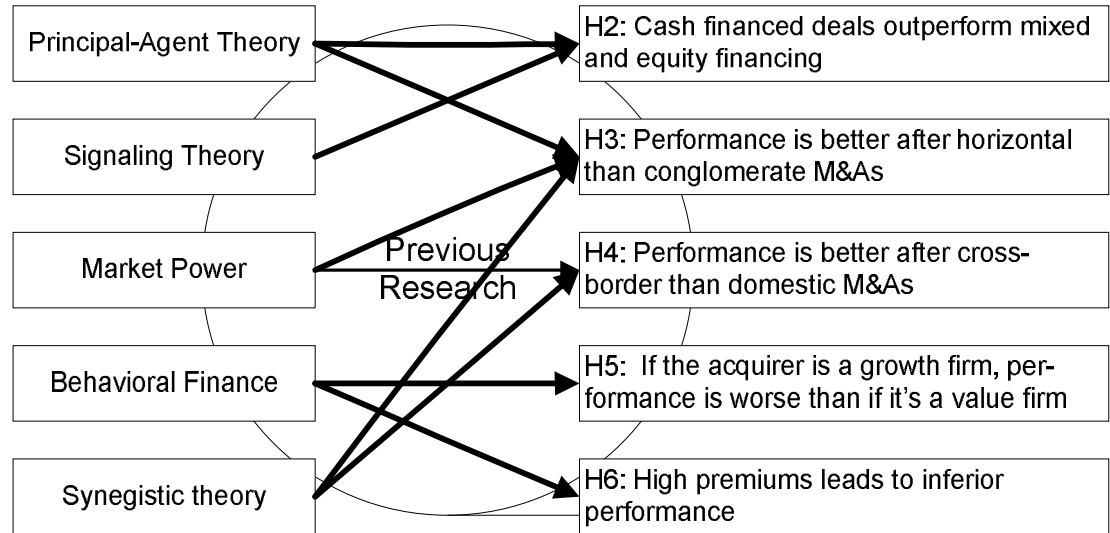 Principal-Agent Theory
H2: Cash financed deals outperform mixed
and equity financing
Signaling Theory
H3: Performance is better after horizontal
than conglomerate M&As
Market Power
Previous
Research
H4: Performance is better after cross-
border than domestic M&As
Behavioral Finance
H5: If the acquirer is a growth firm, per-
formance is worse than if it's a value firm
Synegistic theory
H6: High premiums leads to inferior
performance